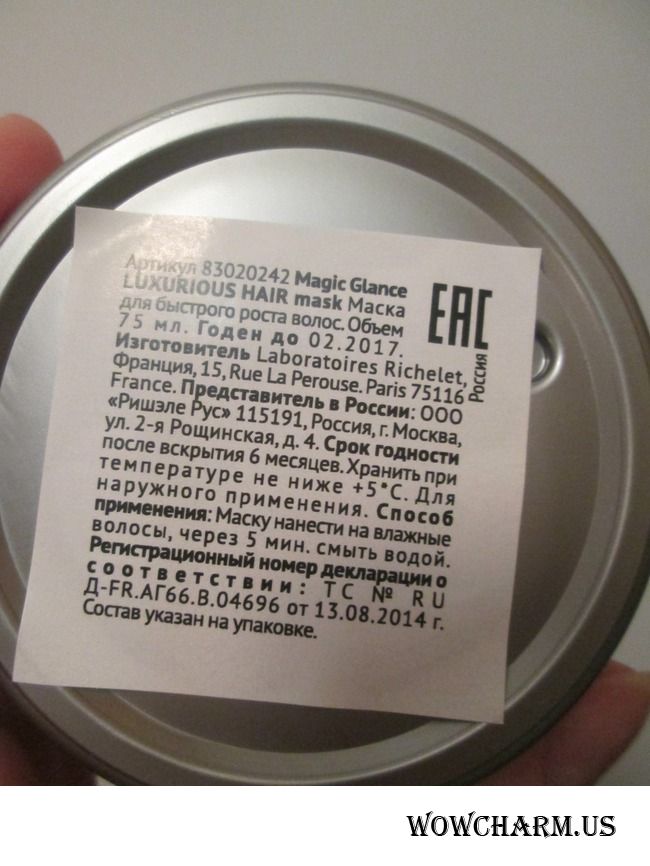 Артикул 83020242 Magic Glance
LUXURIOUS HAIR mask Маска
для быстрого роста волос. Объем
75 мл. Годен до 02.2017.
Изготовитель Laboratoires Richelet,
Франция, 15, Rue La Perouse. Paris 75116
France. Представитель в России: ООО
«Ришэле Рус» 115191, Россия, г. Москва,
ул. 2-я Рощинская, д. 4. Срок годности
после вскрытия 6 месяцев. Хранить при
температуре не ниже +5°С. Для
наружного применения. Способ
применения: Маску нанести на влажные
волосы, через 5 мин. смыть водой.
Регистрационный номер декларации о
соответствии: ТС № RU
Д-FR.АГ66.В.04696 от 13.08.2014 г.
Состав указан на упаковке.
EAC
Россия
WOWCHARM.US